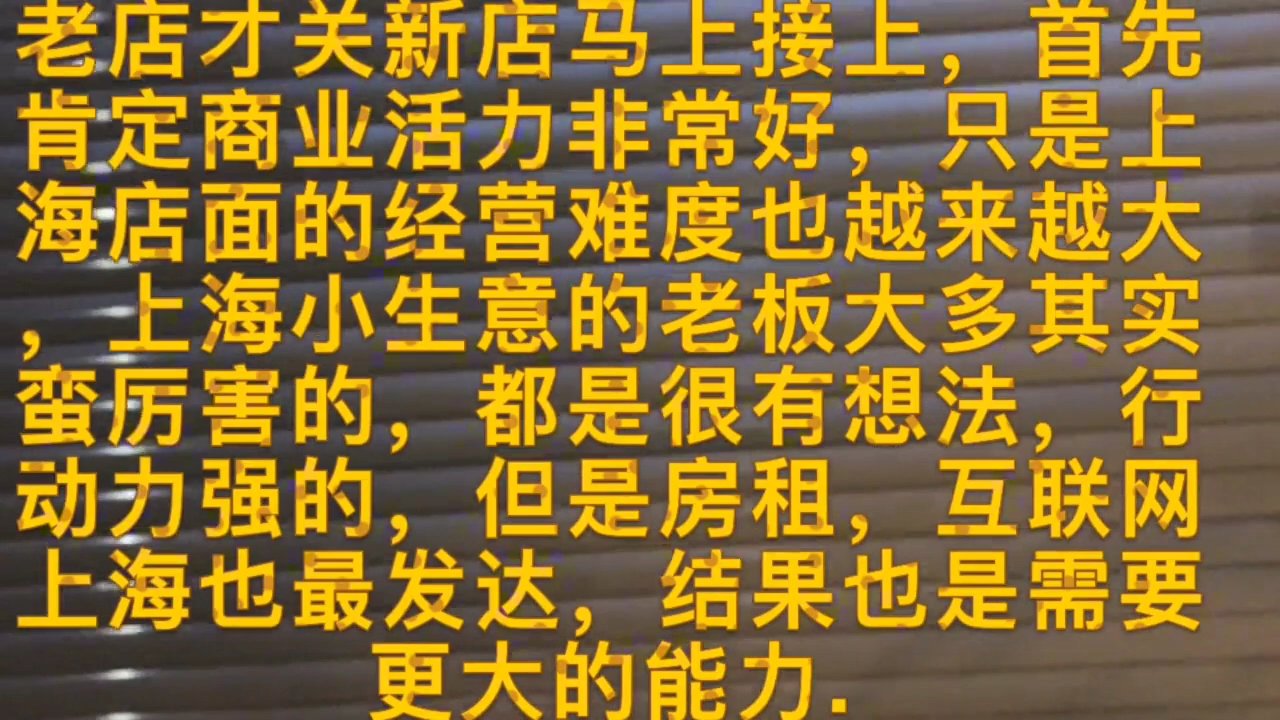 老店才关新店马上接上，首先
肯定商业活力非常好，只是上
海店面的经营难度也越来越大
，上海小生意的老板大多其实
蛮厉害的，都是很有想法，行
动力强的，但是房租，互联网
上海也最发达，结果也是需要
更大的能力.